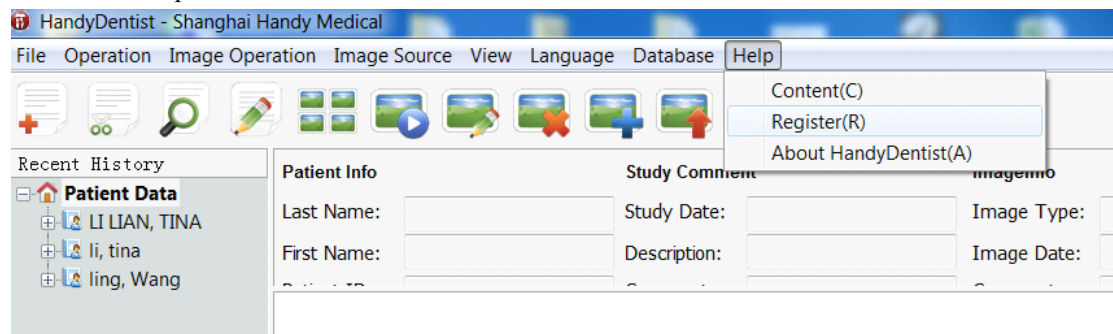 HandyDentist - Shanghai Handy Medical
File Operation Image Operation Image Source View Language Database Help
Content(C)
Register(R)
About HandyDentist(A)
Recent History
Patient Data
LI LIAN, TINA
li, tina
ling, Wang
Patient Info Study Comment ImageInfo
Last Name: Study Date: Image Type:
First Name: Description: Image Date: